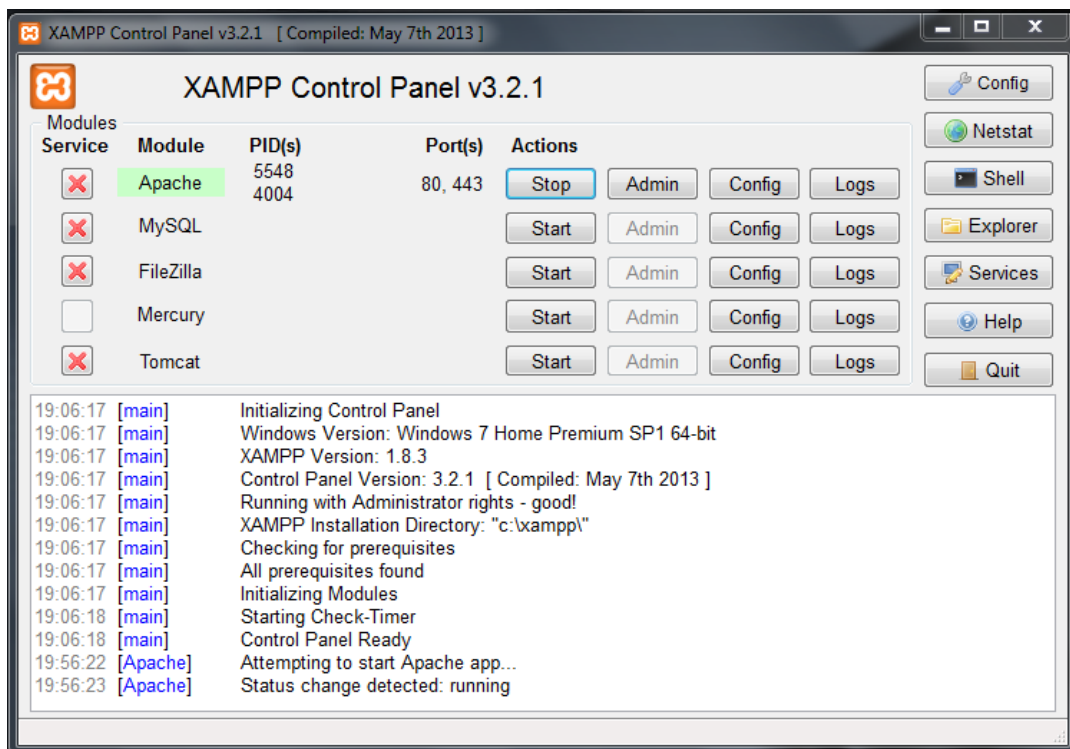 XAMPP Control Panel v3.2.1 [ Compiled: May 7th 2013 ]
XAMPP Control Panel v3.2.1
Config
Modules
Netstat
Service Module PID(s) Port(s) Actions
Apache 5548 4004 80, 443 Stop Admin Config Logs
Shell
MySQL Start Admin Config Logs
Explorer
FileZilla Start Admin Config Logs
Services
Mercury Start Admin Config Logs
Help
Tomcat Start Admin Config Logs
Quit
19:06:17 [main] Initializing Control Panel
19:06:17 [main] Windows Version: Windows 7 Home Premium SP1 64-bit
19:06:17 [main] XAMPP Version: 1.8.3
19:06:17 [main] Control Panel Version: 3.2.1 [ Compiled: May 7th 2013 ]
19:06:17 [main] Running with Administrator rights - good!
19:06:17 [main] XAMPP Installation Directory: "c:\xampp\"
19:06:17 [main] Checking for prerequisites
19:06:17 [main] All prerequisites found
19:06:17 [main] Initializing Modules
19:06:18 [main] Starting Check-Timer
19:06:18 [main] Control Panel Ready
19:56:22 [Apache] Attempting to start Apache app...
19:56:23 [Apache] Status change detected: running